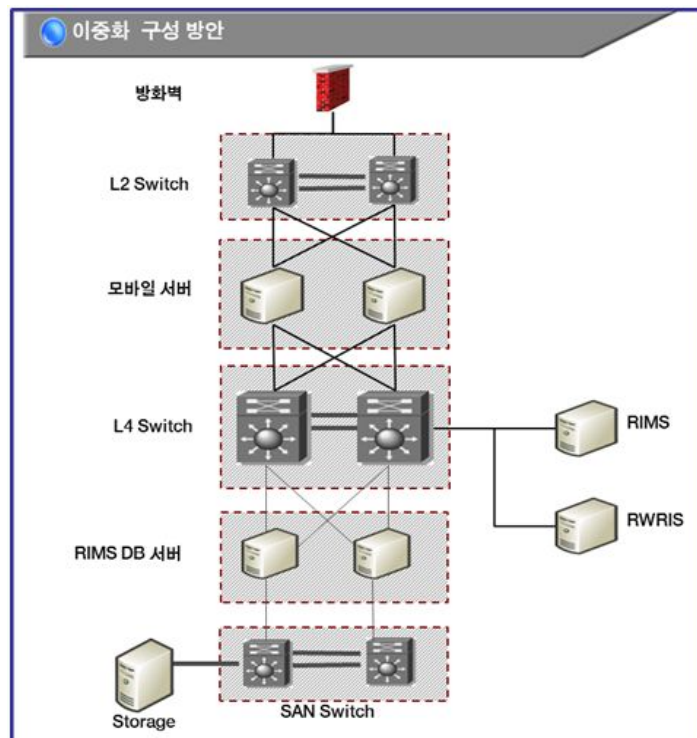 이중화 구성 방안
방화벽
L2 Switch
모바일 서버
L4 Switch
RIMS
RWRIS
RIMS DB 서버
Storage
SAN Switch